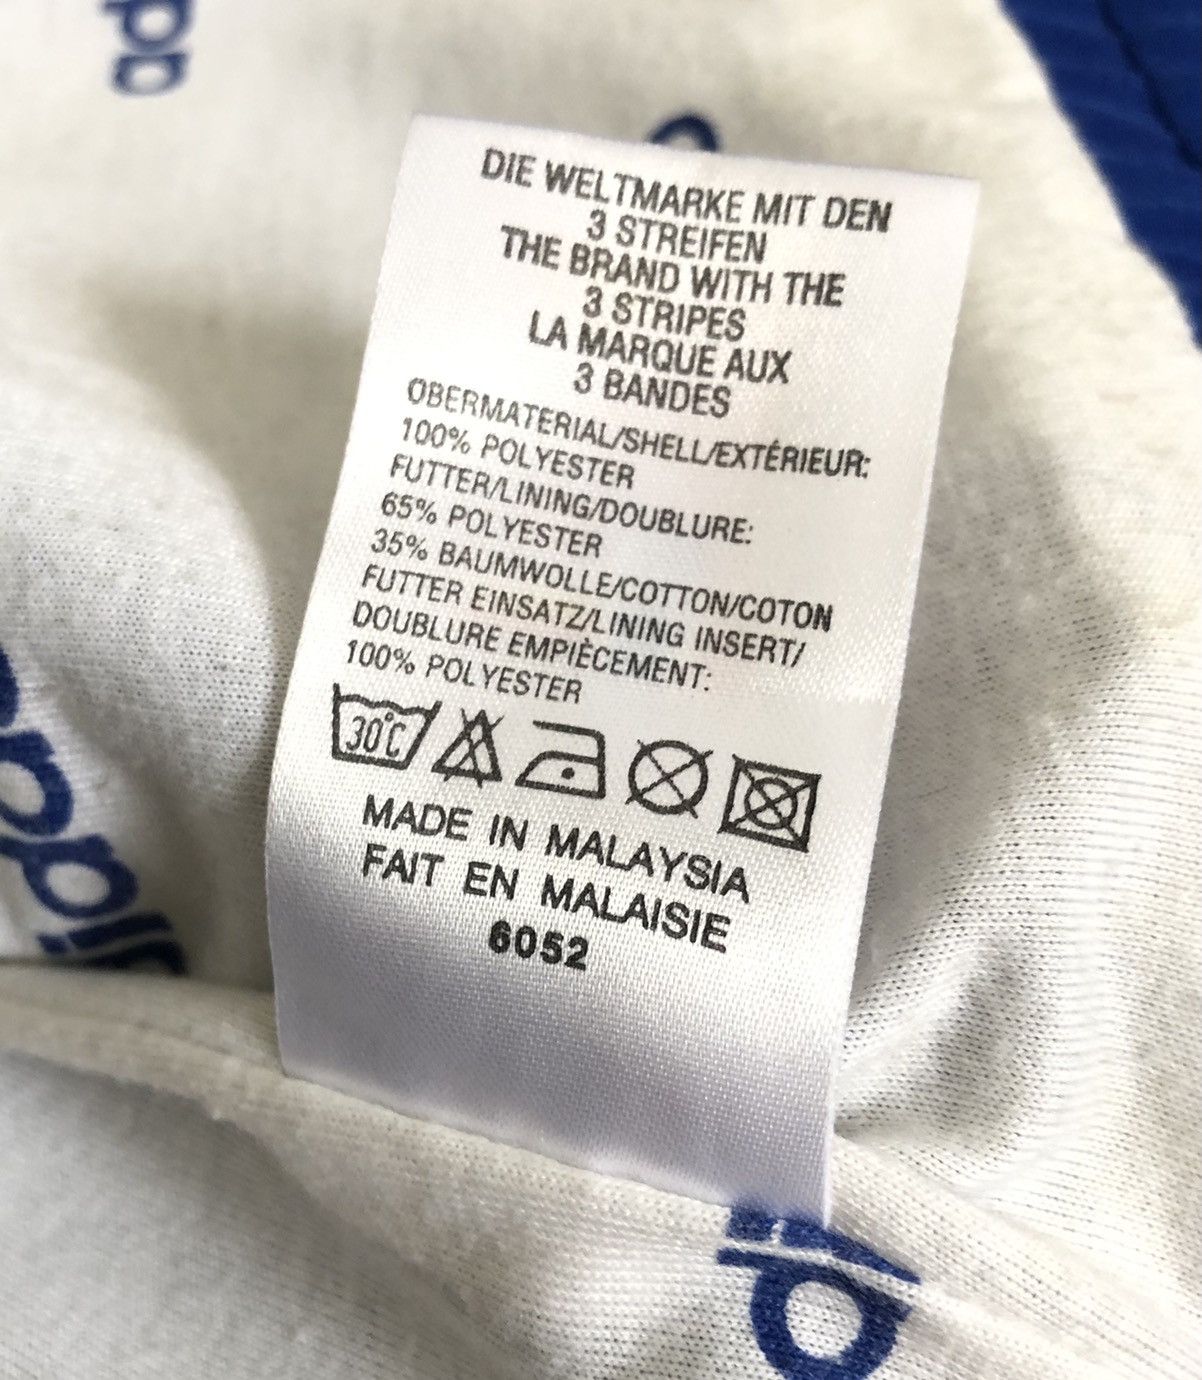 DIE WELTMARKE MIT DEN
3 STREIFEN
THE BRAND WITH THE
3 STRIPES
LA MARQUE AUX
3 BANDES
OBERMATERIAL/SHELL/EXTÉRIEUR:
100% POLYESTER
FUTTER/LINING/DOUBLURE:
65% POLYESTER
35% BAUMWOLLE/COTTON/COTON
FUTTER EINSATZ/LINING INSERT/
DOUBLURE EMPIÈCEMENT:
100% POLYESTER
30°C
MADE IN MALAYSIA
FAIT EN MALAISIE
6052